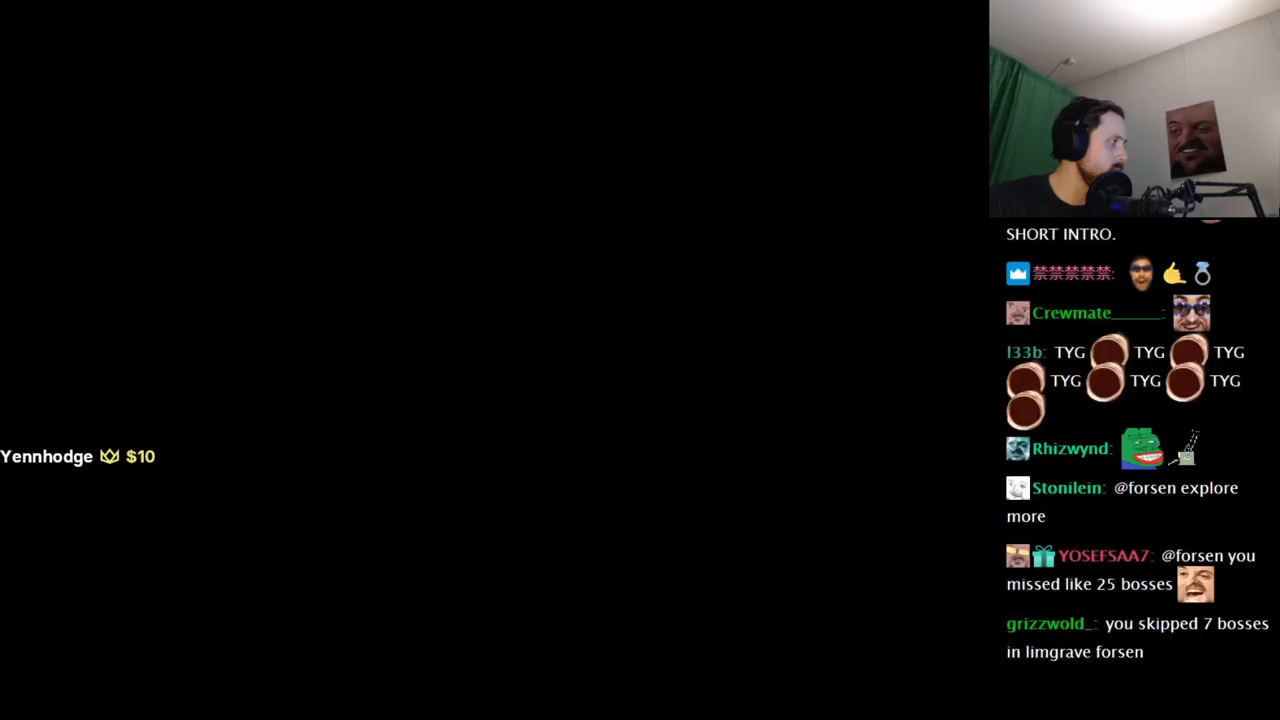 SHORT INTRO.
禁禁禁禁禁:
Crewmate______:
l33b: TYG TYG TYG
TYG TYG TYG
Rhizwynd:
Stonilein: @forsen explore
more
YOSEFSAA7: @forsen you
missed like 25 bosses
grizzwold_: you skipped 7 bosses
in limgrave forsen
Yennhodge $10